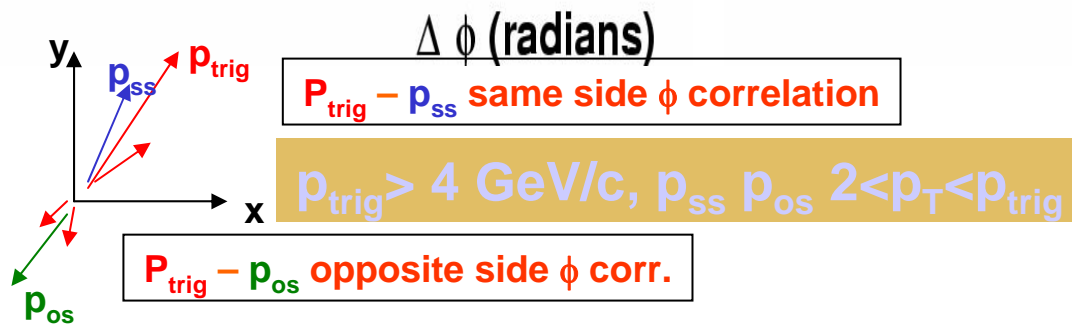 Δ ϕ (radians)
y
p_trig
p_ss
P_trig – p_ss same side ϕ correlation
p_trig> 4 GeV/c, p_ss p_os 2<p_T<p_trig
x
P_trig – p_os opposite side ϕ corr.
p_os